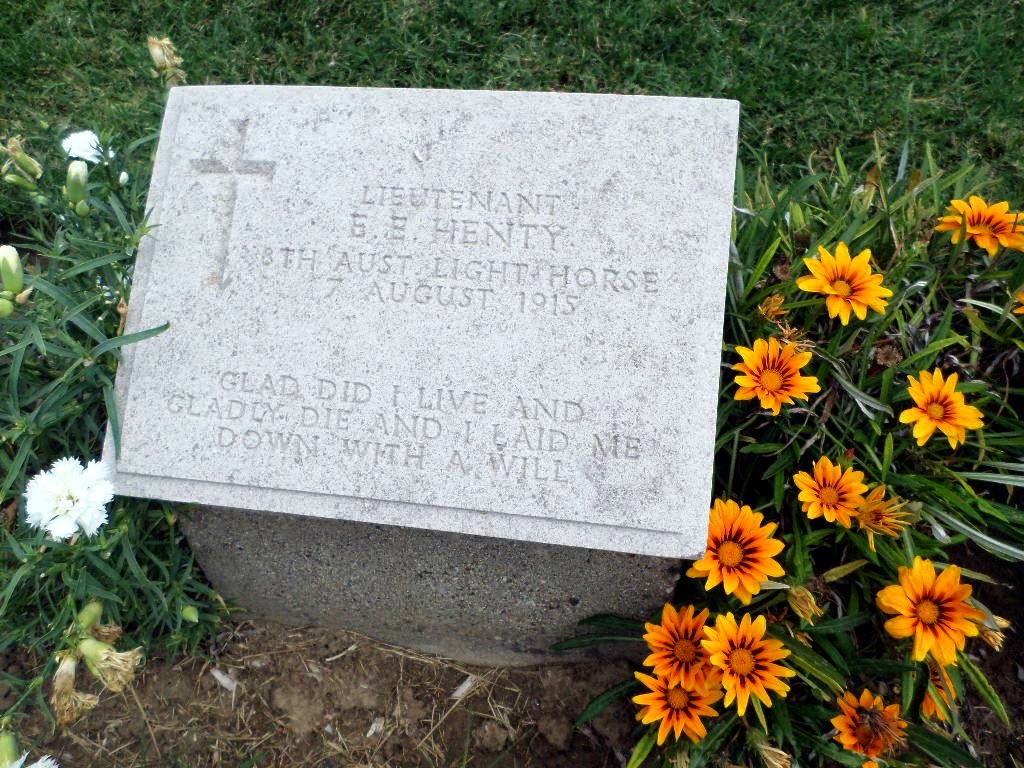 LIEUTENANT
E. E. HENTY
8TH AUST. LIGHT HORSE
7 AUGUST 1915
GLAD DID I LIVE AND
GLADLY DIE AND I LAID ME
DOWN WITH A WILL